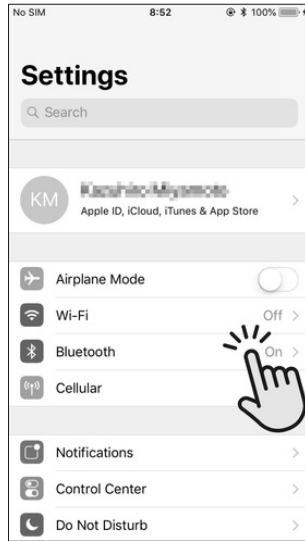 No SIM 8:52 100%
Settings
Search
KM
Apple ID, iCloud, iTunes & App Store
Airplane Mode
Wi-Fi Off
Bluetooth On
Cellular
Notifications
Control Center
Do Not Disturb